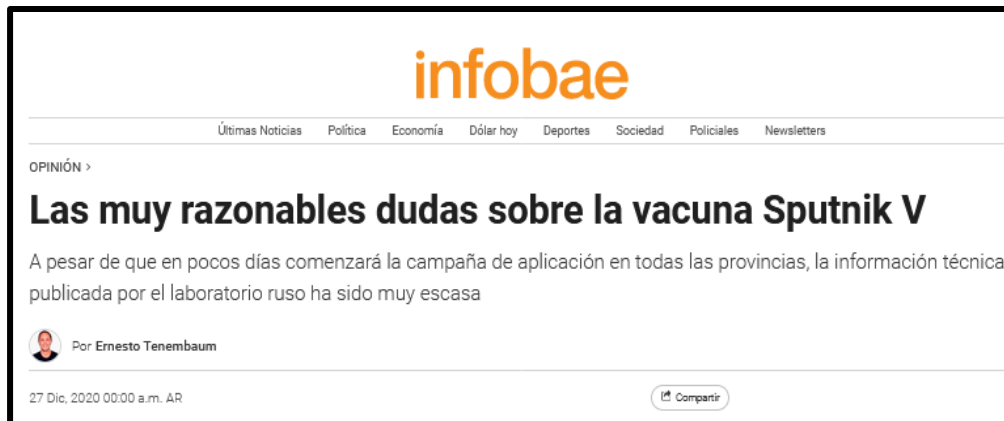 infobae
Últimas Noticias Política Economía Dólar hoy Deportes Sociedad Policiales Newsletters
OPINIÓN >
Las muy razonables dudas sobre la vacuna Sputnik V
A pesar de que en pocos días comenzará la campaña de aplicación en todas las provincias, la información técnica
publicada por el laboratorio ruso ha sido muy escasa
Por Ernesto Tenembaum
27 Dic, 2020 00:00 a.m. AR Compartir